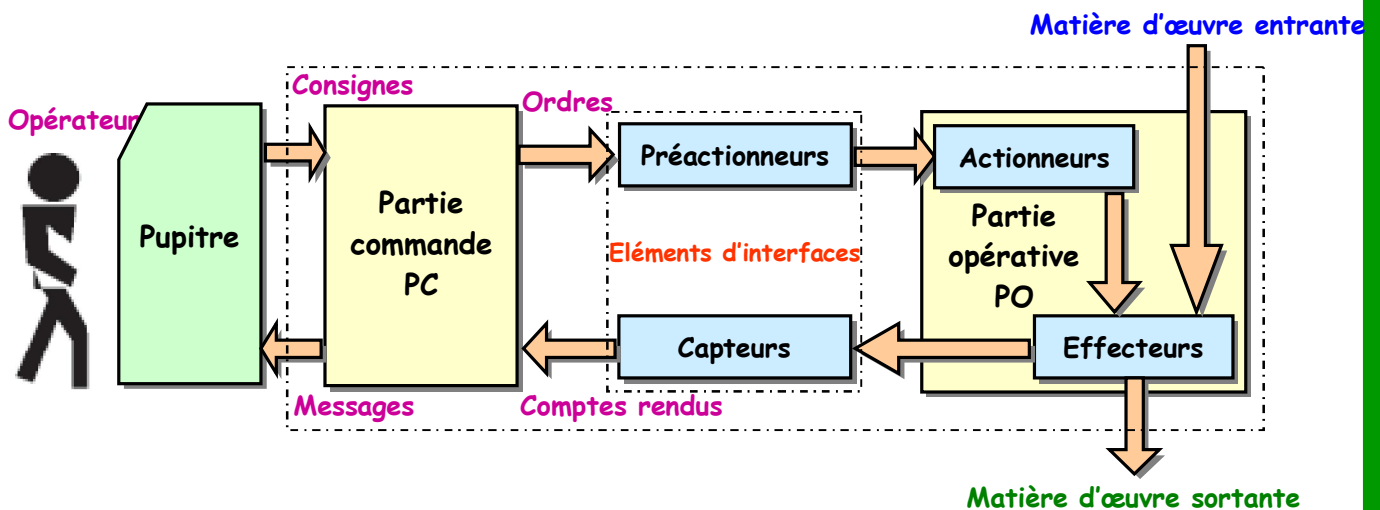 Matière d'œuvre entrante
Consignes
Ordres
Opérateur
Préactionneurs
Actionneurs
Partie
commande
PC
Partie
opérative
PO
Pupitre
Eléments d'interfaces
Capteurs
Effecteurs
Messages
Comptes rendus
Matière d'œuvre sortante